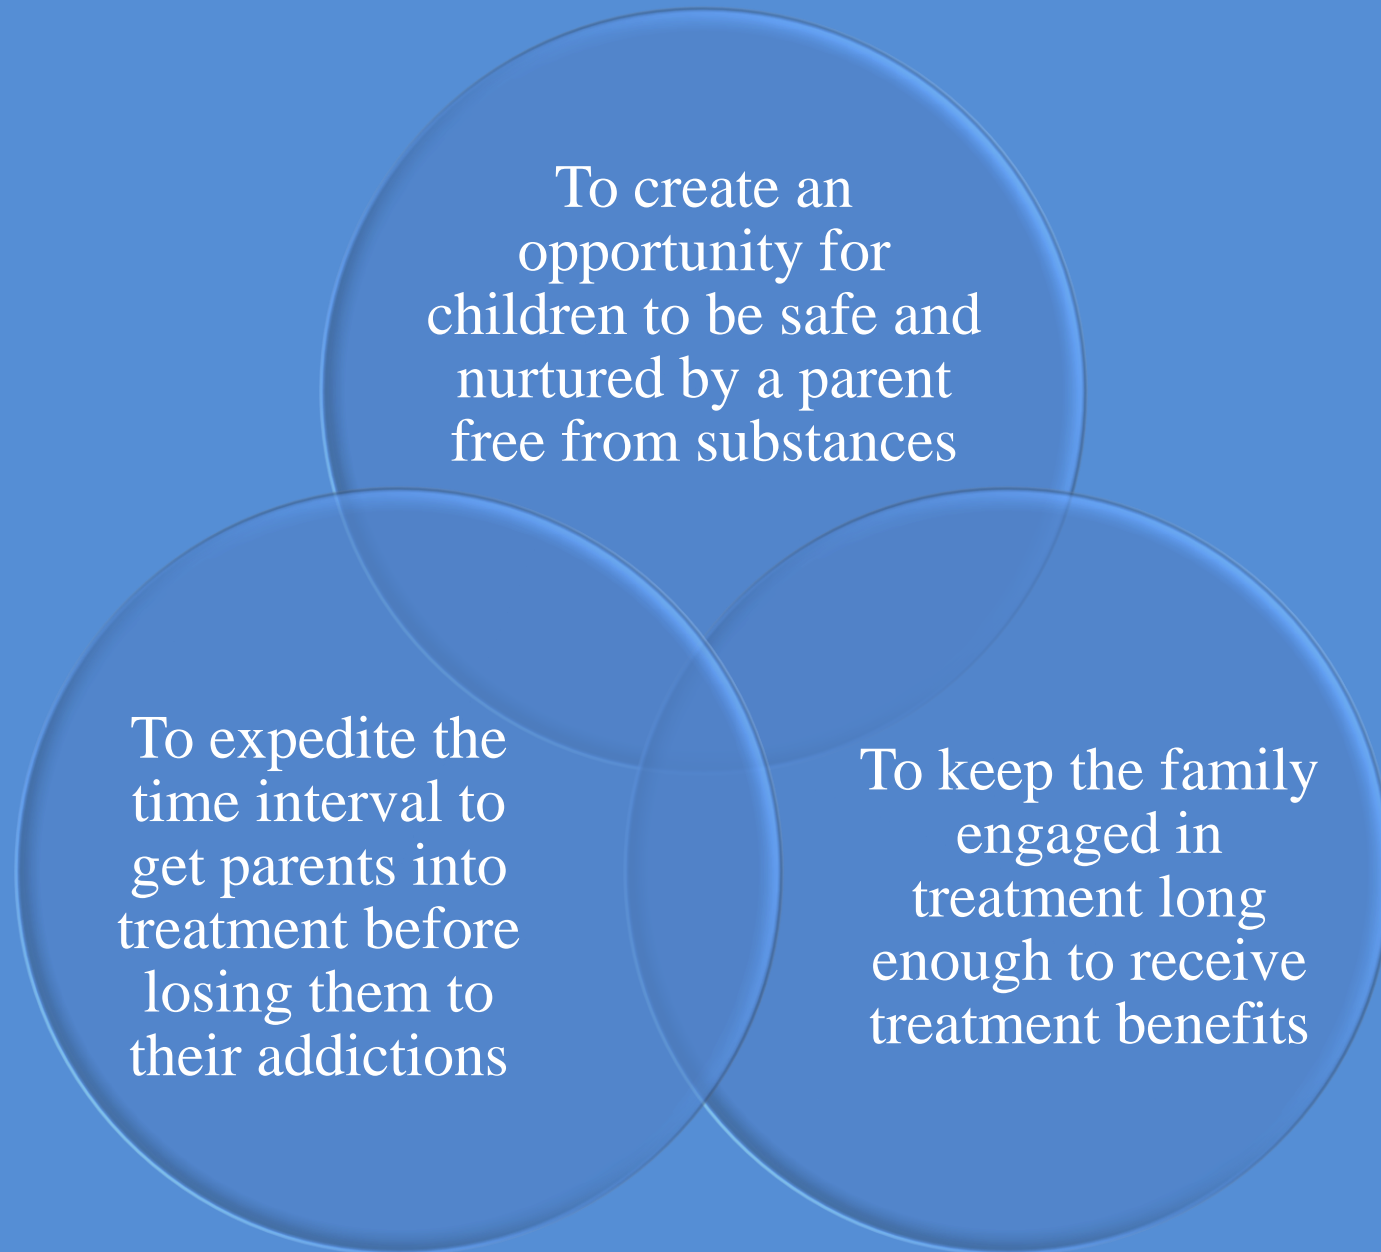 To create an
opportunity for
children to be safe and
nurtured by a parent
free from substances
To expedite the
time interval to
get parents into
treatment before
losing them to
their addictions
To keep the family
engaged in
treatment long
enough to receive
treatment benefits